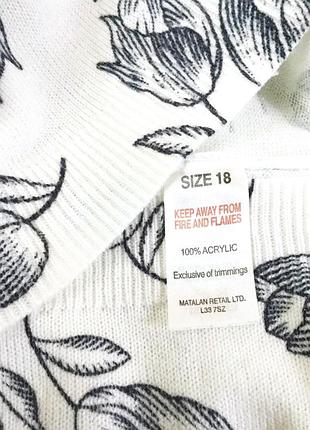 SIZE 18
KEEP AWAY FROM
FIRE AND FLAMES
100% ACRYLIC
Exclusive of trimmings
MATALAN RETAIL LTD.
L33 7SZ